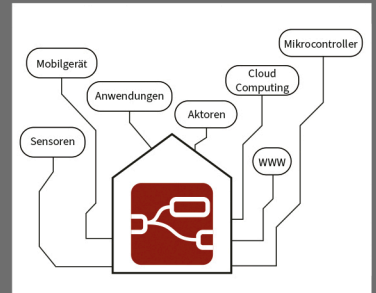 Mikrocontroller
Mobilgerät
Cloud
Computing
Anwendungen
Aktoren
Sensoren
WWW